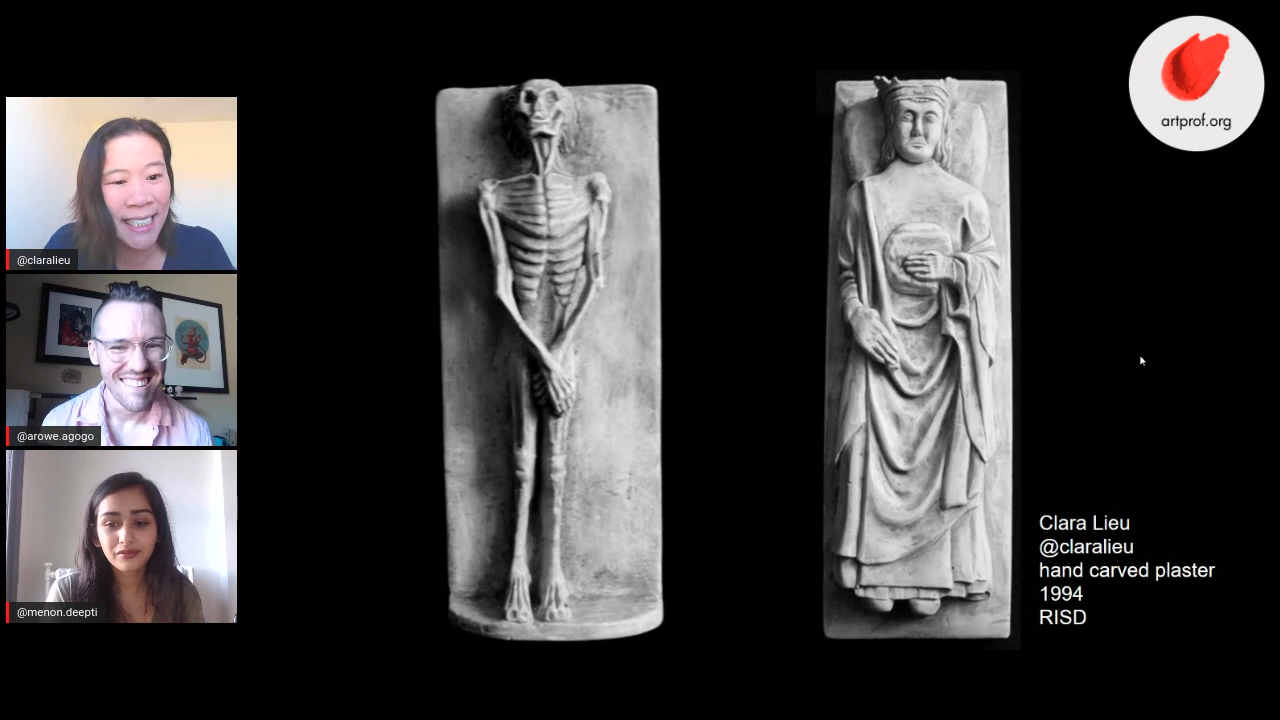 artprof.org
@claralieu
@arowe.agogo
@menon.deepti
Clara Lieu
@claralieu
hand carved plaster
1994
RISD